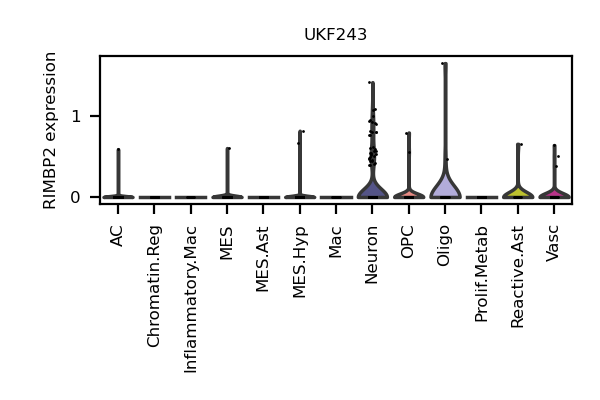 UKF243
RIMBP2 expression
1
0
AC
Chromatin.Reg
Inflammatory.Mac
MES
MES.Ast
MES.Hyp
Mac
Neuron
OPC
Oligo
Prolif.Metab
Reactive.Ast
Vasc